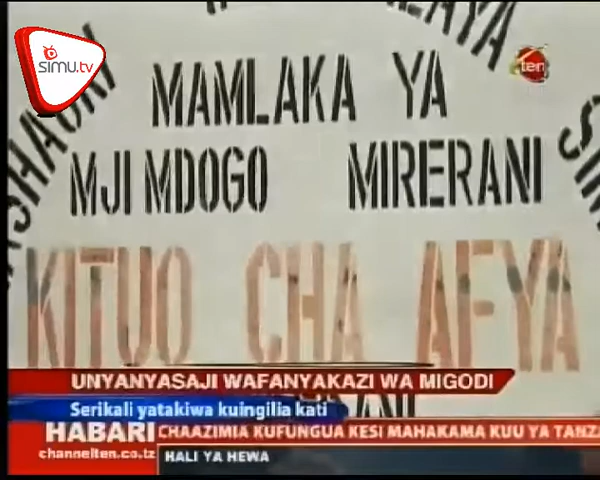 SIMU.tv
ten
MAMLAKA YA
MJI MDOGO MIRERANI
KITUO CHA AFYA
UNYANYASAJI WAFANYAKAZI WA MIGODI
Serikali yatakiwa kuingilia kati
HABARI CHAAZIMIA KUFUNGUA KESI MAHAKAMA KUU YA TANZA
channelten.co.tz HALI YA HEWA